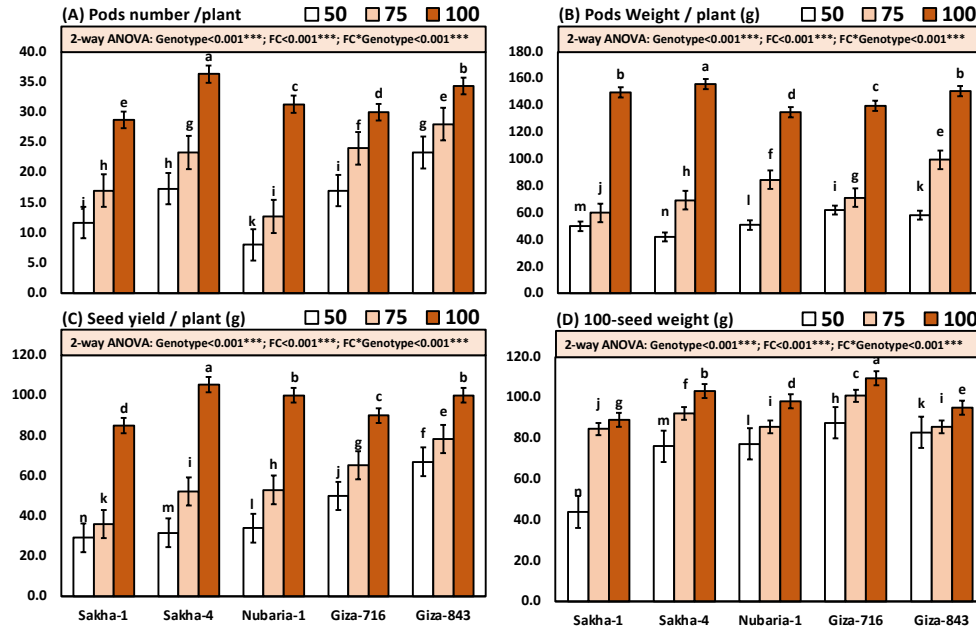 (A) Pods number /plant 50 75 100
2-way ANOVA: Genotype<0.001***; FC<0.001***; FC*Genotype<0.001***
40.0
35.0
30.0
25.0
20.0
15.0
10.0
5.0
0.0
j h e
h g a
k i c
i f d
g e b
(B) Pods Weight / plant (g) 50 75 100
2-way ANOVA: Genotype<0.001***; FC<0.001***; FC*Genotype<0.001***
180.0
160.0
140.0
120.0
100.0
80.0
60.0
40.0
20.0
0.0
m j b
n h a
l f d
i g c
k e b
(C) Seed yield / plant (g) 50 75 100
2-way ANOVA: Genotype<0.001***; FC<0.001***; FC*Genotype<0.001***
120.0
100.0
80.0
60.0
40.0
20.0
0.0
n k d
m i a
l h b
j g c
f e b
Sakha-1 Sakha-4 Nubaria-1 Giza-716 Giza-843
(D) 100-seed weight (g) 50 75 100
2-way ANOVA: Genotype<0.001***; FC<0.001***; FC*Genotype<0.001***
120.0
100.0
80.0
60.0
40.0
20.0
0.0
n j g
m f b
l i d
h c a
k i e
Sakha-1 Sakha-4 Nubaria-1 Giza-716 Giza-843